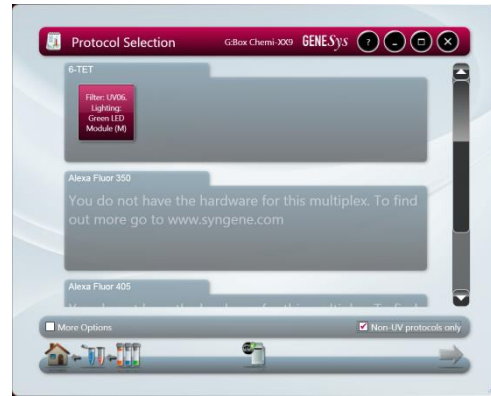 Protocol Selection G:Box Chemi-XX9 GENESys ?
6-TET
Filter: UV06.
Lighting:
Green LED
Module (M)
Alexa Fluor 350
You do not have the hardware for this multiplex. To find
out more go to www.syngene.com
Alexa Fluor 405
More Options Non-UV protocols only